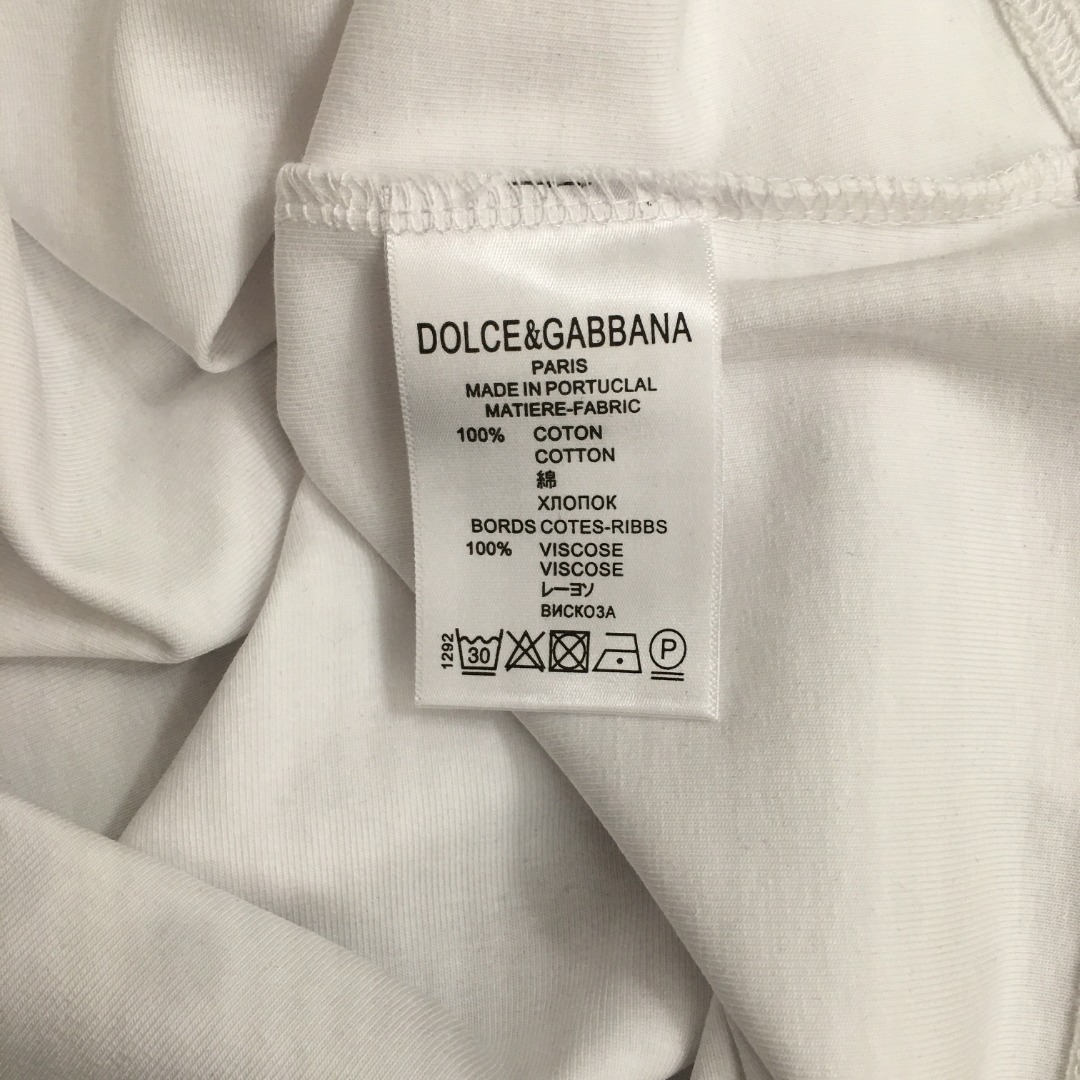 DOLCE&GABBANA
PARIS
MADE IN PORTUCLAL
MATIERE-FABRIC
100% COTON
COTTON
綿
ХЛОПОК
BORDS COTES-RIBBS
100% VISCOSE
VISCOSE
レーヨソ
ВИСКОЗА
1292 30 P